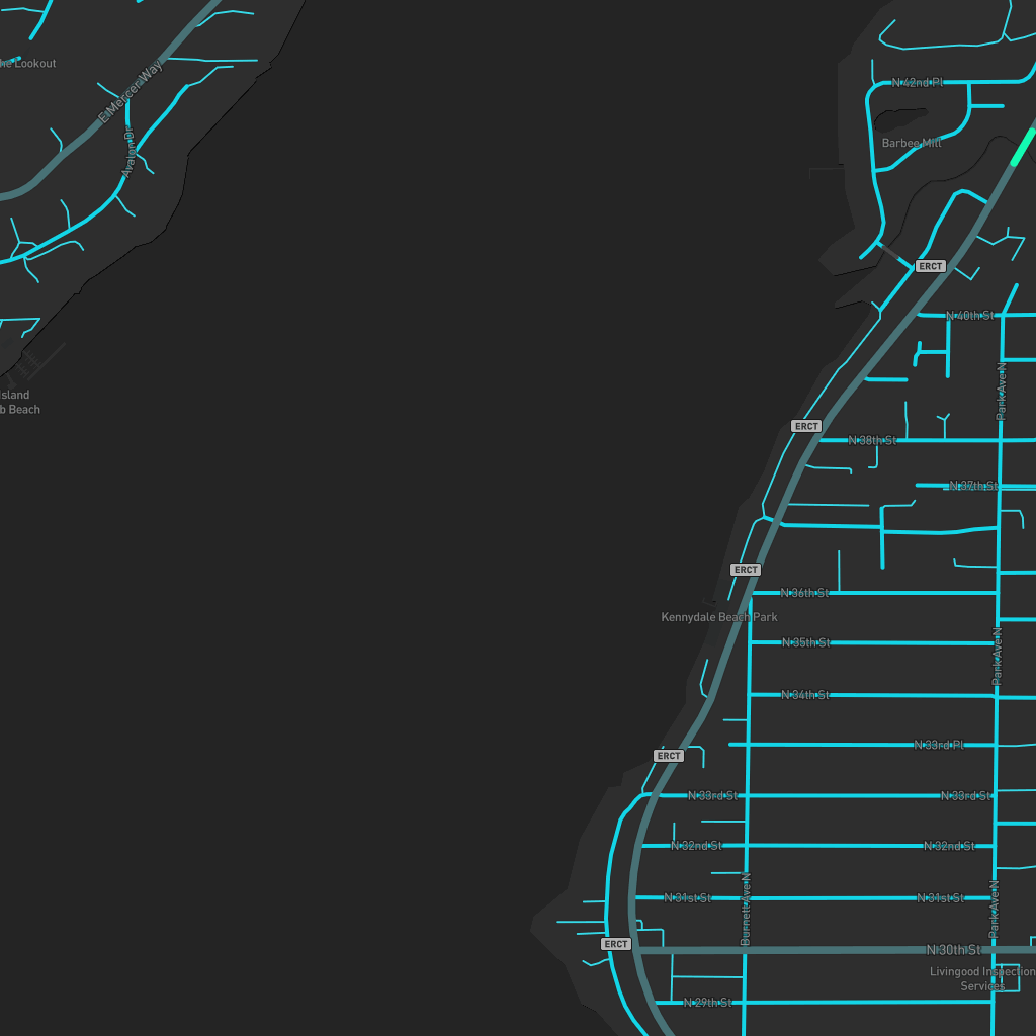 he Lookout
E Mercer Way
N 42nd Pl
Avalon Dr
Barbee Mill
ERCT
N 40th St
Island
b Beach
Park Ave N
ERCT
N 38th St
N 37th St
ERCT
N 36th St
Kennydale Beach Park
N 35th St
Park Ave N
N 34th St
N 33rd Pl
ERCT
N 33rd St
N 33rd St
N 32nd St
N 32nd St
N 31st St
N 31st St
Burnett Ave N
Park Ave N
ERCT
N 30th St
Livingood Inspection
Services
N 29th St